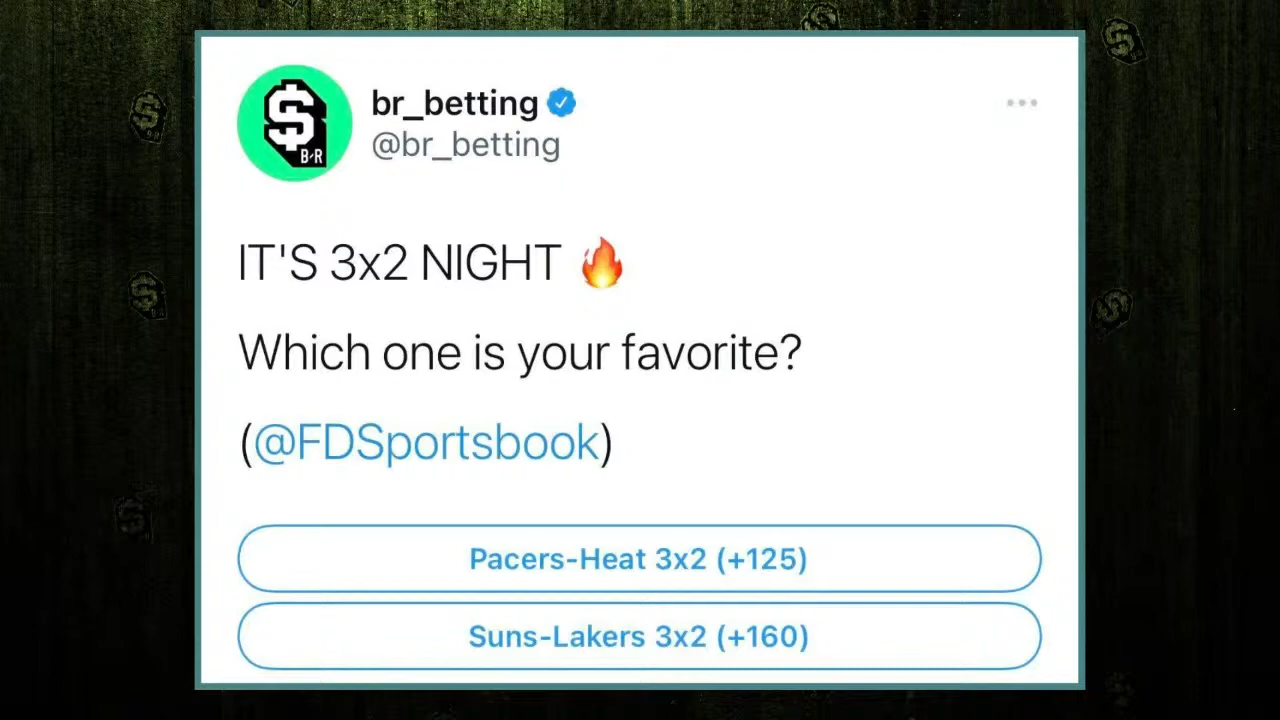 br_betting
@br_betting
B/R
IT'S 3x2 NIGHT 🔥
Which one is your favorite?
(@FDSportsbook)
Pacers-Heat 3x2 (+125)
Suns-Lakers 3x2 (+160)